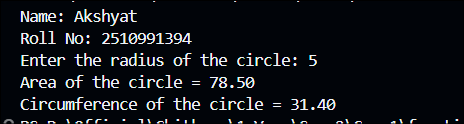 Name: Akshyat
Roll No: 2510991394
Enter the radius of the circle: 5
Area of the circle = 78.50
Circumference of the circle = 31.40